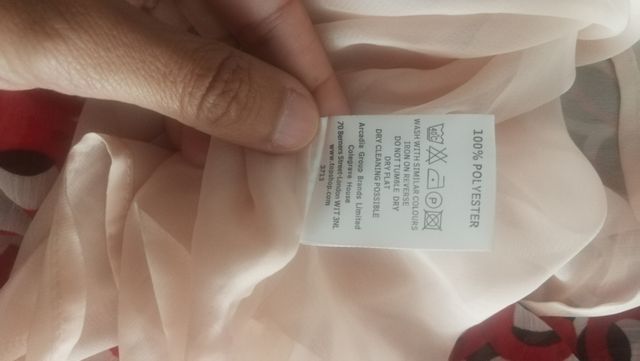 100% POLYESTER
WASH WITH SIMILAR COLOURS
IRON ON REVERSE
DO NOT TUMBLE DRY
DRY FLAT
DRY CLEANING POSSIBLE
Arcadia Group Brands Limited
Colegrave House
70 Berners Street London W1T 3NL
www.topshop.com
3713